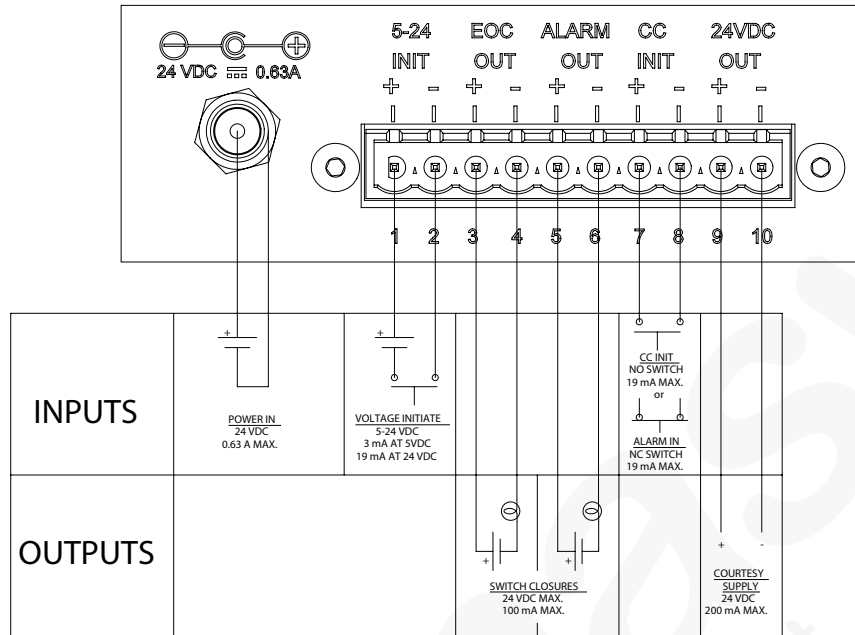 5-24 EOC ALARM CC 24VDC
INIT OUT OUT INIT OUT
24 VDC 0.63A
+ - + - + - + - + -
1 2 3 4 5 6 7 8 9 10
INPUTS
+
POWER IN
24 VDC
0.63 A MAX.
+
VOLTAGE INITIATE
5-24 VDC
3 mA AT 5VDC
19 mA AT 24 VDC
CC INIT
NO SWITCH
19 mA MAX.
or
ALARM IN
NC SWITCH
19 mA MAX.
OUTPUTS
+
+
SWITCH CLOSURES
24 VDC MAX.
100 mA MAX.
+ -
COURTESY
SUPPLY
24 VDC
200 mA MAX.